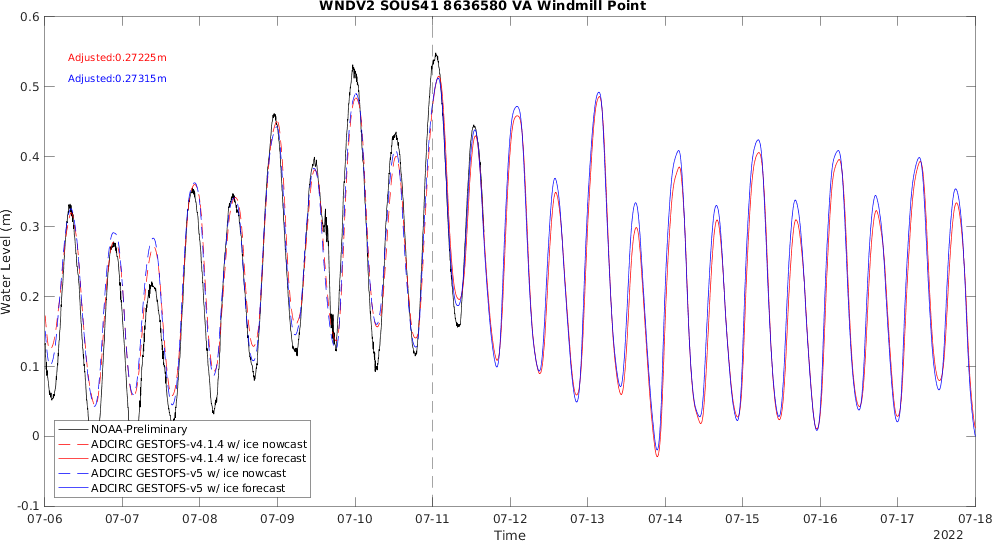 WNDV2 SOUS41 8636580 VA Windmill Point
0.6
0.5
0.4
0.3
0.2
0.1
0
-0.1
Water Level (m)
Adjusted:0.27225m
Adjusted:0.27315m
NOAA-Preliminary
ADCIRC GESTOFS-v4.1.4 w/ ice nowcast
ADCIRC GESTOFS-v4.1.4 w/ ice forecast
ADCIRC GESTOFS-v5 w/ ice nowcast
ADCIRC GESTOFS-v5 w/ ice forecast
07-06 07-07 07-08 07-09 07-10 07-11 07-12 07-13 07-14 07-15 07-16 07-17 07-18
Time
2022